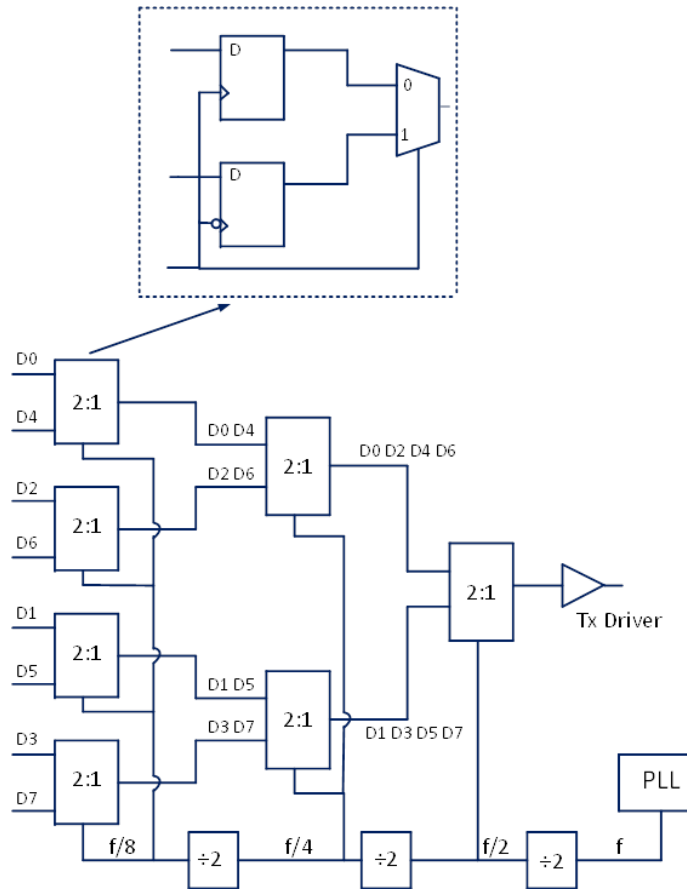 D
0
1
D
D0
2:1
D4
D0 D4
2:1
D0 D2 D4 D6
D2
2:1
D2 D6
D6
2:1
Tx Driver
D1
2:1
D5
D1 D5
2:1
D3 D7
D1 D3 D5 D7
D3
2:1
D7
PLL
f/8
÷2
f/4
÷2
f/2
÷2
f